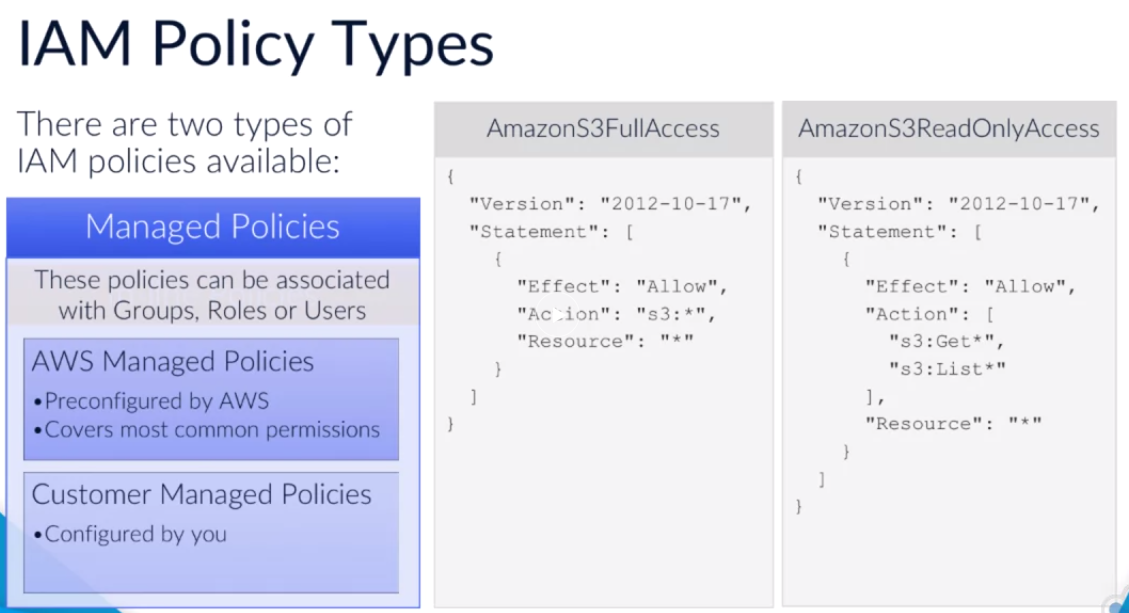 IAM Policy Types
There are two types of
IAM policies available:
Managed Policies
These policies can be associated
with Groups, Roles or Users
AWS Managed Policies
•Preconfigured by AWS
•Covers most common permissions
Customer Managed Policies
•Configured by you
AmazonS3FullAccess
{
  "Version": "2012-10-17",
  "Statement": [
    {
      "Effect": "Allow",
      "Action": "s3:*",
      "Resource": "*"
    }
  ]
}
AmazonS3ReadOnlyAccess
{
  "Version": "2012-10-17",
  "Statement": [
    {
      "Effect": "Allow",
      "Action": [
        "s3:Get*",
        "s3:List*"
      ],
      "Resource": "*"
    }
  ]
}